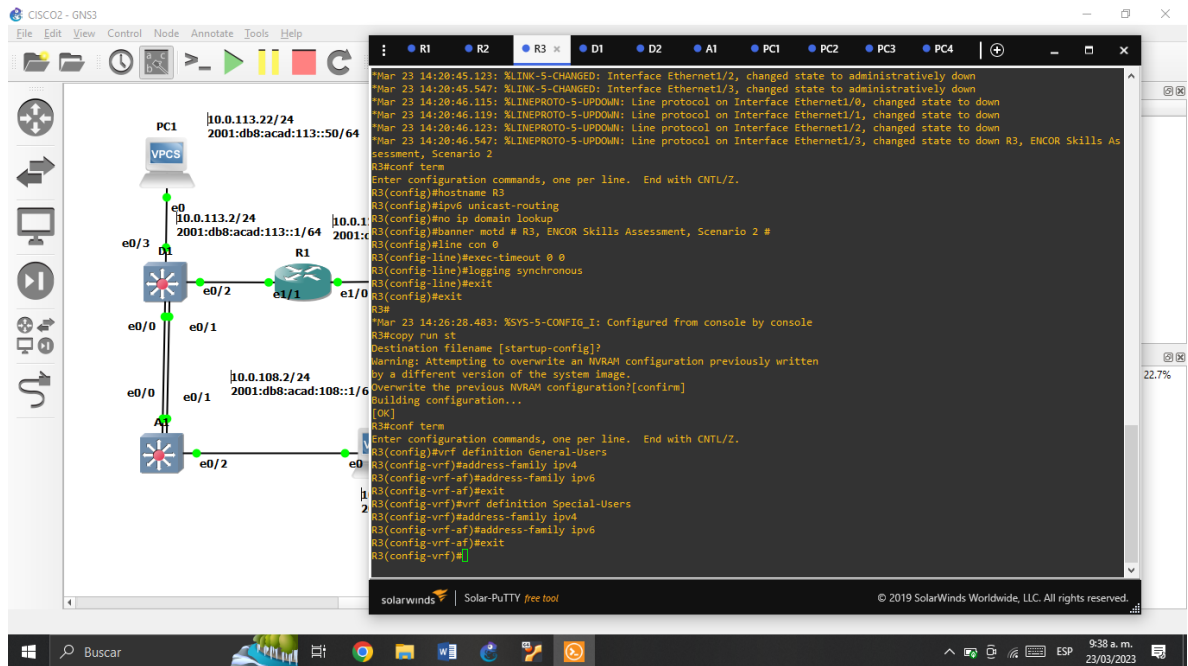 CISCO2 - GNS3
File Edit View Control Node Annotate Tools Help
R1 R2 R3 × D1 D2 A1 PC1 PC2 PC3 PC4
*Mar 23 14:20:45.123: %LINK-5-CHANGED: Interface Ethernet1/2, changed state to administratively down
*Mar 23 14:20:45.547: %LINK-5-CHANGED: Interface Ethernet1/3, changed state to administratively down
*Mar 23 14:20:46.115: %LINEPROTO-5-UPDOWN: Line protocol on Interface Ethernet1/0, changed state to down
*Mar 23 14:20:46.119: %LINEPROTO-5-UPDOWN: Line protocol on Interface Ethernet1/1, changed state to down
*Mar 23 14:20:46.123: %LINEPROTO-5-UPDOWN: Line protocol on Interface Ethernet1/2, changed state to down
*Mar 23 14:20:46.547: %LINEPROTO-5-UPDOWN: Line protocol on Interface Ethernet1/3, changed state to down R3, ENCOR Skills As
sessment, Scenario 2
R3#conf term
Enter configuration commands, one per line.  End with CNTL/Z.
R3(config)#hostname R3
R3(config)#ipv6 unicast-routing
R3(config)#no ip domain lookup
R3(config)#banner motd # R3, ENCOR Skills Assessment, Scenario 2 #
R3(config)#line con 0
R3(config-line)#exec-timeout 0 0
R3(config-line)#logging synchronous
R3(config-line)#exit
R3(config)#exit
R3#
*Mar 23 14:26:28.483: %SYS-5-CONFIG_I: Configured from console by console
R3#copy run st
Destination filename [startup-config]?
Warning: Attempting to overwrite an NVRAM configuration previously written
by a different version of the system image.
Overwrite the previous NVRAM configuration?[confirm]
Building configuration...
[OK]
R3#conf term
Enter configuration commands, one per line.  End with CNTL/Z.
R3(config)#vrf definition General-Users
R3(config-vrf)#address-family ipv4
R3(config-vrf-af)#address-family ipv6
R3(config-vrf-af)#exit
R3(config-vrf)#vrf definition Special-Users
R3(config-vrf)#address-family ipv4
R3(config-vrf-af)#address-family ipv6
R3(config-vrf-af)#exit
R3(config-vrf)#
solarwinds Solar-PuTTY free tool © 2019 SolarWinds Worldwide, LLC. All rights reserved.
PC1
10.0.113.22/24
2001:db8:acad:113::50/64
VPCS
e0
10.0.113.2/24
2001:db8:acad:113::1/64
10.0.1
2001:
e0/3
D1
R1
e0/2
e1/1
e1/0
e0/0
e0/1
10.0.108.2/24
2001:db8:acad:108::1/6
e0/0
e0/1
A1
e0/2
e0
22.7%
Buscar
ESP
9:38 a. m.
23/03/2023